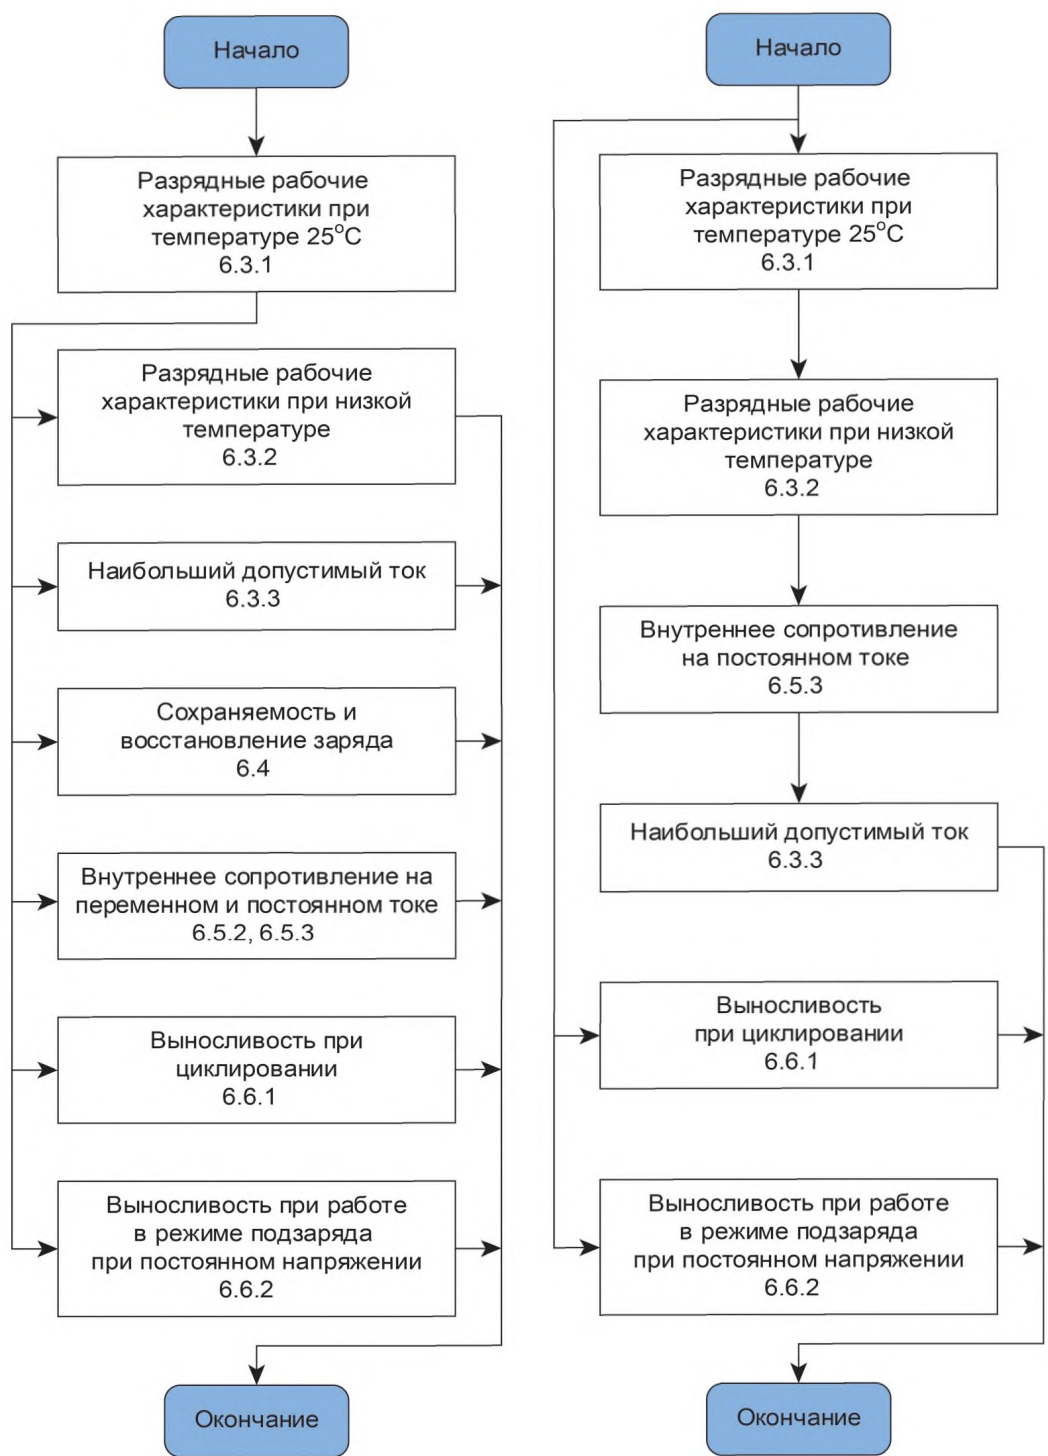 Начало
Разрядные рабочие
характеристики при
температуре 25°С
6.3.1
Разрядные рабочие
характеристики при низкой
температуре
6.3.2
Наибольший допустимый ток
6.3.3
Сохраняемость и
восстановление заряда
6.4
Внутреннее сопротивление на
переменном и постоянном токе
6.5.2, 6.5.3
Выносливость при
циклировании
6.6.1
Выносливость при работе
в режиме подзаряда
при постоянном напряжении
6.6.2
Окончание
Начало
Разрядные рабочие
характеристики при
температуре 25°С
6.3.1
Разрядные рабочие
характеристики при низкой
температуре
6.3.2
Внутреннее сопротивление
на постоянном токе
6.5.3
Наибольший допустимый ток
6.3.3
Выносливость
при циклировании
6.6.1
Выносливость при работе
в режиме подзаряда
при постоянном напряжении
6.6.2
Окончание